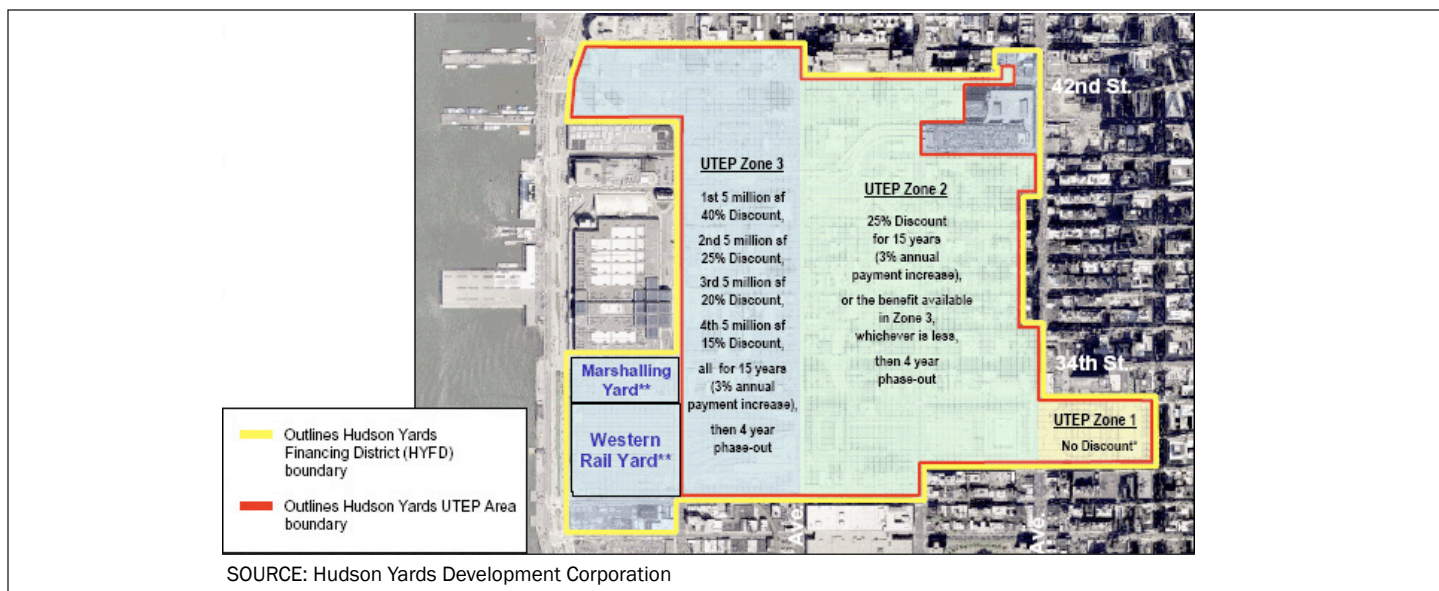 42nd St.
UTEP Zone 3
1st 5 million sf
40% Discount,
2nd 5 million sf
25% Discount,
3rd 5 million sf
20% Discount,
4th 5 million sf
15% Discount,
all for 15 years
(3% annual
payment increase),
then 4 year
phase-out
UTEP Zone 2
25% Discount
for 15 years
(3% annual
payment increase),
or the benefit available
in Zone 3,
whichever is less,
then 4 year
phase-out
34th St.
Marshalling
Yard**
Western
Rail Yard**
UTEP Zone 1
No Discount*
Ave.
Ave.
Outlines Hudson Yards
Financing District (HYFD)
boundary
Outlines Hudson Yards UTEP Area
boundary
SOURCE: Hudson Yards Development Corporation